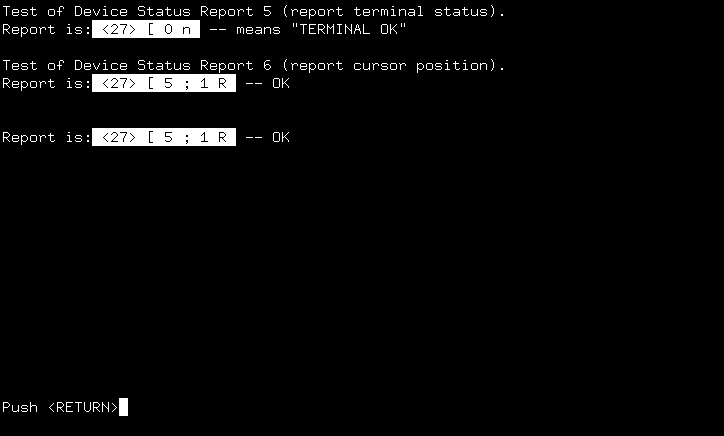 Test of Device Status Report 5 (report terminal status).
Report is: <27> [ 0 n  -- means "TERMINAL OK"
Test of Device Status Report 6 (report cursor position).
Report is: <27> [ 5 ; 1 R  -- OK
Report is: <27> [ 5 ; 1 R  -- OK
Push <RETURN>